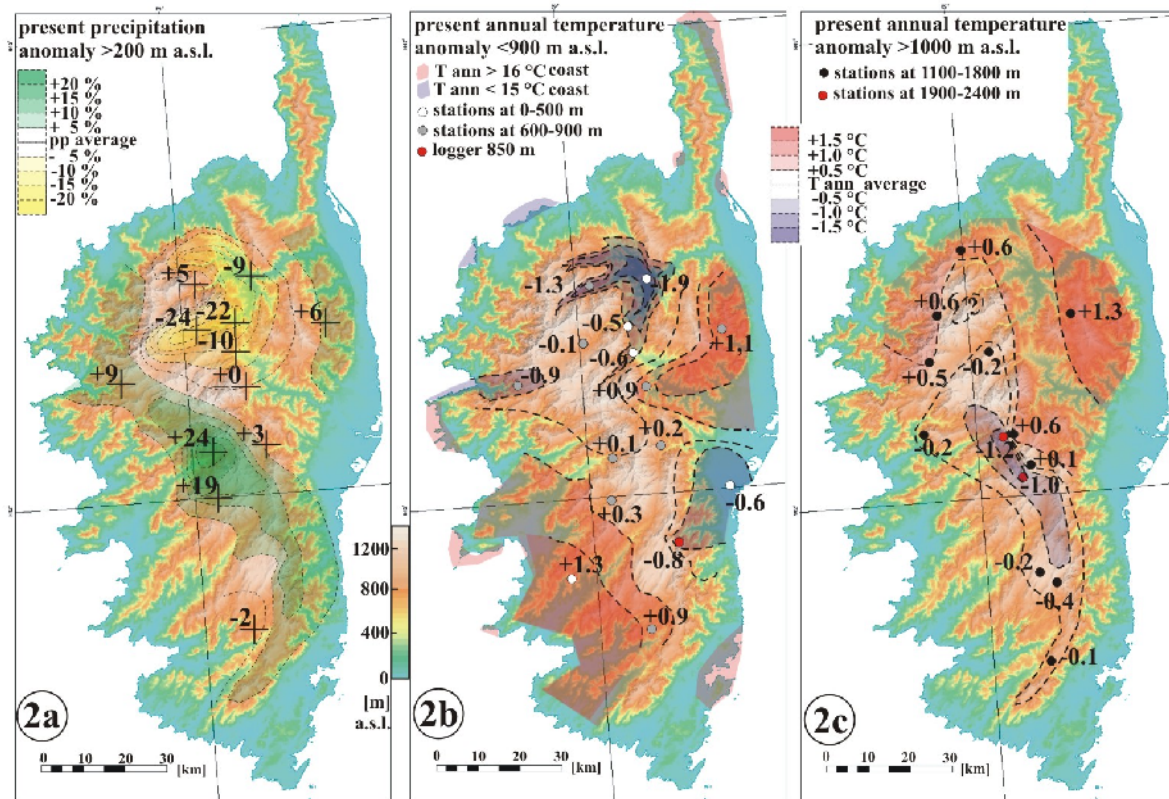 present precipitation
anomaly >200 m a.s.l.
+20 %
+15 %
+10 %
+ 5 %
pp average
- 5 %
-10 %
-15 %
-20 %
+5
-9
-22
-24
+6
-10
+9
+0
+24
+3
+19
-2
1200
800
400
0
[m]
a.s.l.
2a
0 10 20 30 [km]
present annual temperature
anomaly <900 m a.s.l.
T ann > 16 °C coast
T ann < 15 °C coast
stations at 0-500 m
stations at 600-900 m
logger 850 m
-1.3
-1.9
-0.5
-0.1
-0.6
+1,1
-0.9
+0.9
+0.2
+0.1
-0.6
+0.3
-0.8
+1.3
+0.9
2b
0 10 20 30 [km]
+1.5 °C
+1.0 °C
+0.5 °C
T ann average
-0.5 °C
-1.0 °C
-1.5 °C
present annual temperature
anomaly >1000 m a.s.l.
stations at 1100-1800 m
stations at 1900-2400 m
+0.6
+0.6
+1.3
-0.2
+0.5
+0.6
-0.2
-1.2
+0.1
-1.0
-0.2
-0.4
-0.1
2c
0 10 20 30 [km]